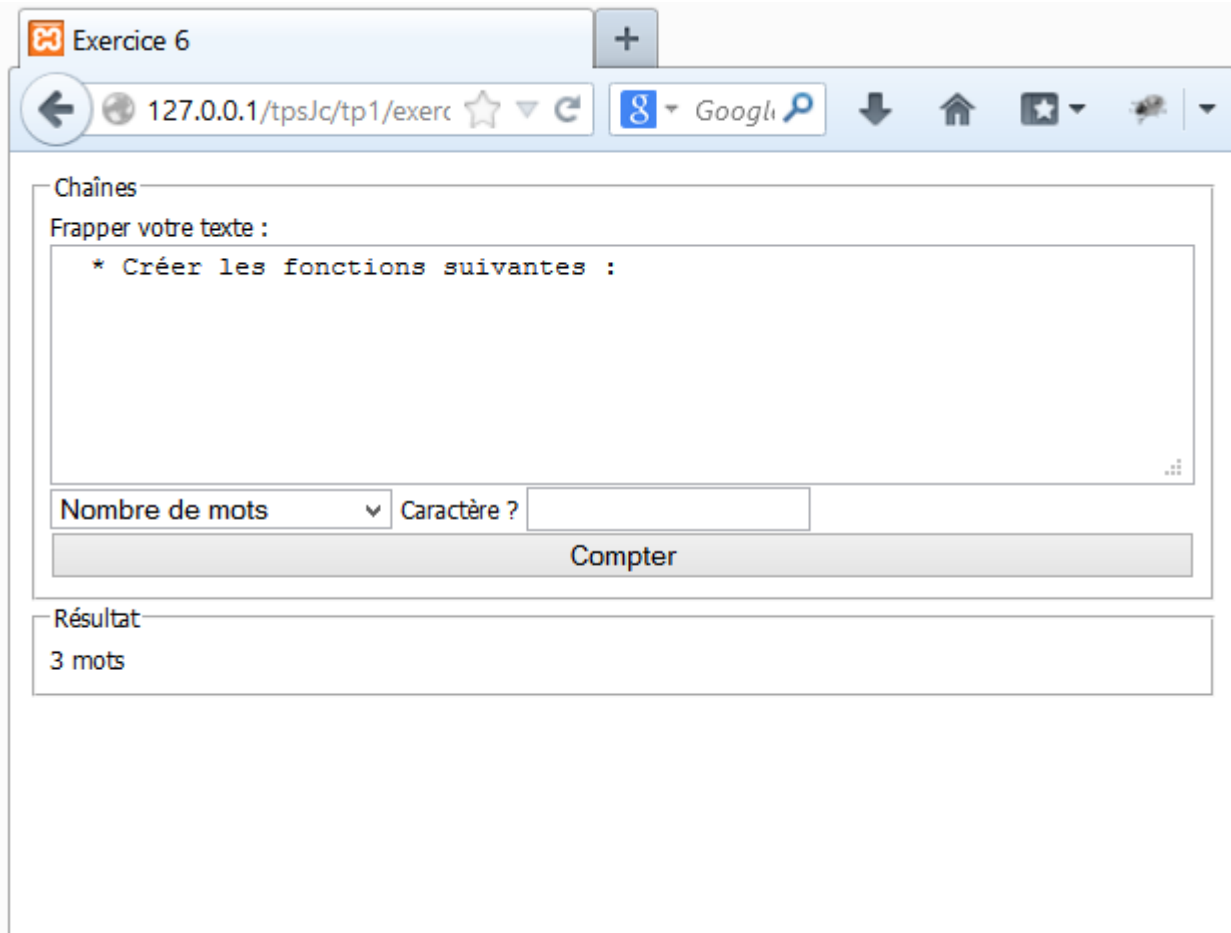 Exercice 6
+
127.0.0.1/tpsJc/tp1/exerc
8 Googl
Chaînes
Frapper votre texte :
* Créer les fonctions suivantes :
Nombre de mots Caractère ?
Compter
Résultat
3 mots